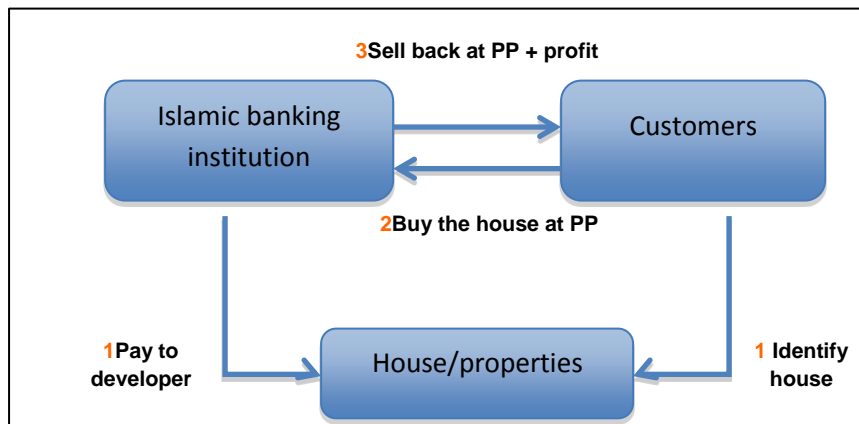 3Sell back at PP + profit
Islamic banking
institution
Customers
2Buy the house at PP
1Pay to
developer
House/properties
1 Identify
house